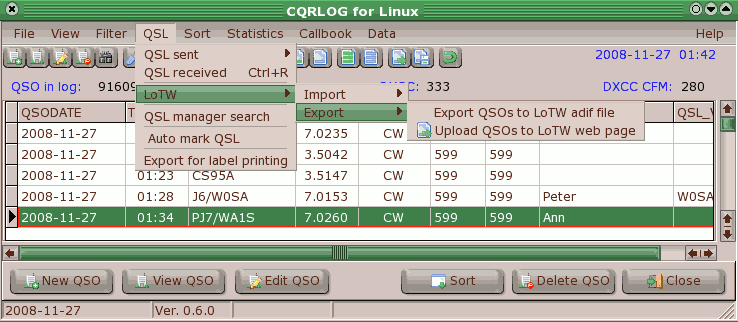 CQRLOG for Linux
File View Filter QSL Sort Statistics Callbook Data Help
QSL sent
2008-11-27 01:42
QSL received Ctrl+R
QSO in log: 9160 DXCC: 333 DXCC CFM: 280
LoTW Import
QSODATE T Export QSL_V
QSL manager search Export QSOs to LoTW adif file
2008-11-27 7.0235 CW Upload QSOs to LoTW web page
Auto mark QSL
2008-11-27 3.5042 CW 599 599
Export for label printing
2008-11-27 01:23 CS95A 3.5147 CW 599 599
2008-11-27 01:28 J6/W0SA 7.0153 CW 599 599 Peter W0SA
2008-11-27 01:34 PJ7/WA1S 7.0260 CW 599 599 Ann
New QSO View QSO Edit QSO Sort Delete QSO Close
2008-11-27 Ver. 0.6.0